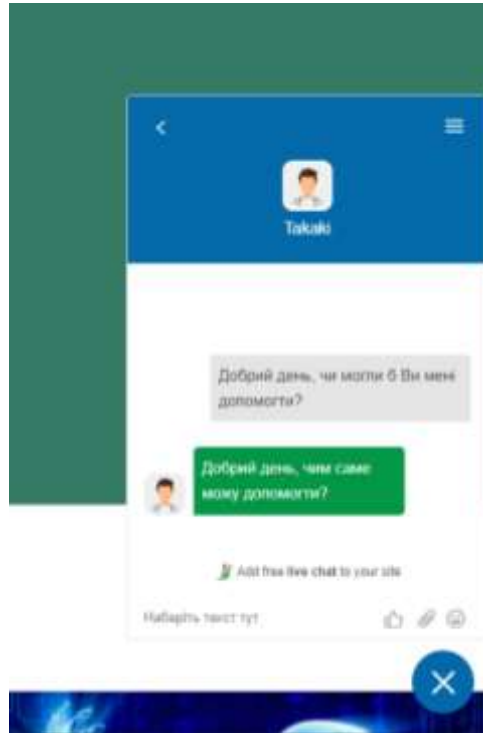 Takaki
Добрий день, чи могли б Ви мені
допомогти?
Добрий день, чим саме
можу допомогти?
Add free live chat to your site
Наберіть текст тут